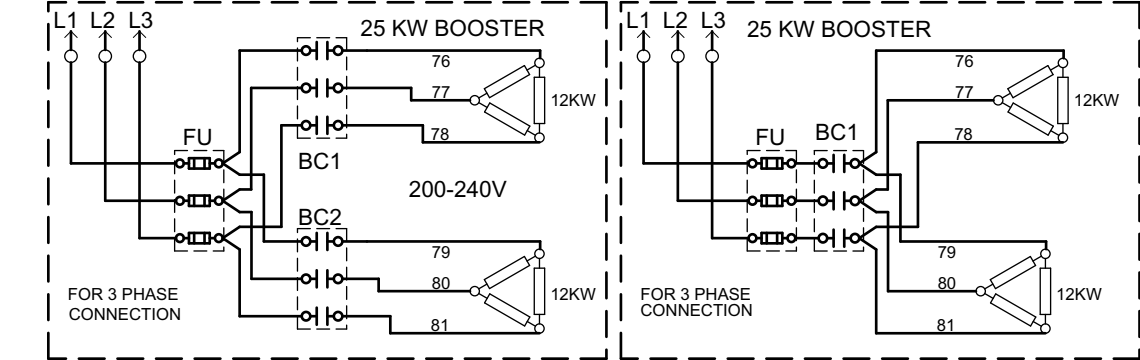 L1 L2 L3
25 KW BOOSTER
76
77
12KW
78
FU
BC1
200-240V
BC2
79
80
12KW
81
FOR 3 PHASE
CONNECTION
L1 L2 L3
25 KW BOOSTER
76
77
12KW
78
FU
BC1
79
80
12KW
81
FOR 3 PHASE
CONNECTION